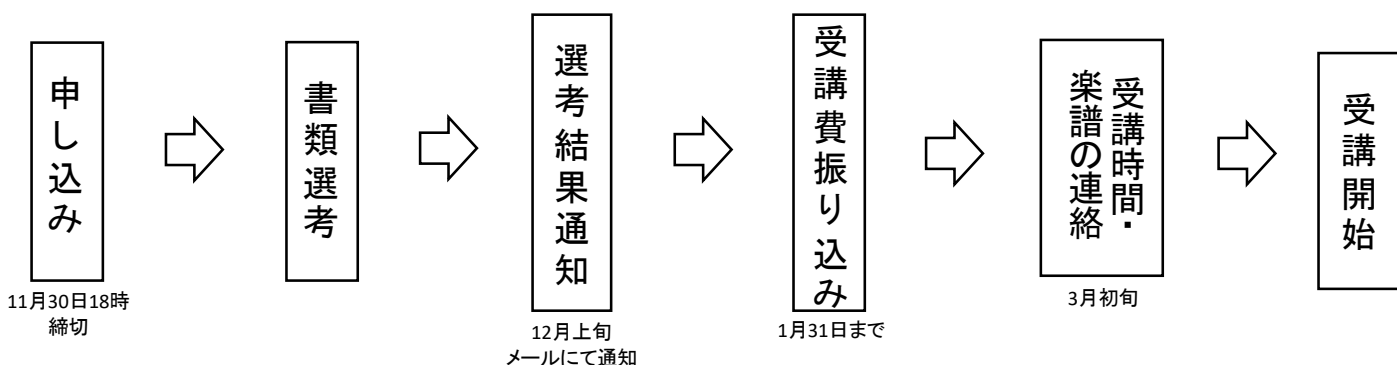 申し込み
11月30日18時
締切
書類選考
選考結果通知
12月上旬
メールにて通知
受講費振り込み
1月31日まで
受講時間・
楽譜の連絡
3月初旬
受講開始